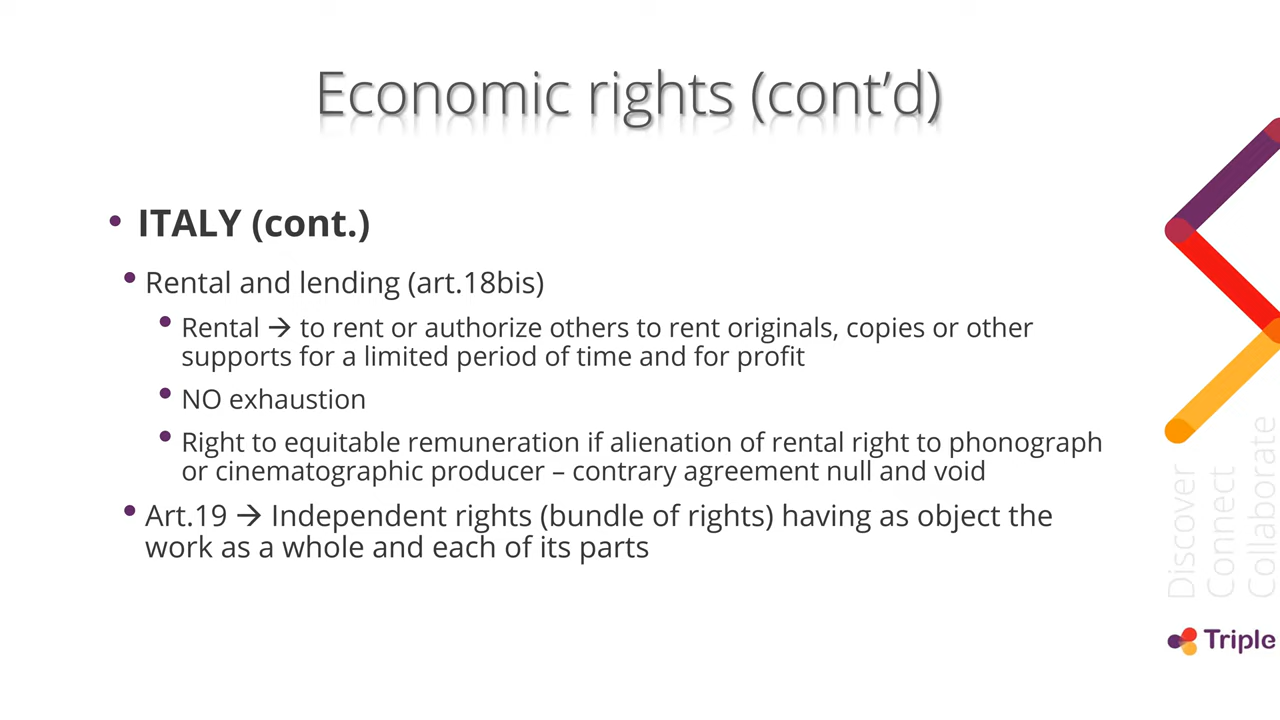 Economic rights (cont’d)
• ITALY (cont.)
• Rental and lending (art.18bis)
• Rental → to rent or authorize others to rent originals, copies or other
supports for a limited period of time and for profit
• NO exhaustion
• Right to equitable remuneration if alienation of rental right to phonograph
or cinematographic producer – contrary agreement null and void
• Art.19 → Independent rights (bundle of rights) having as object the
work as a whole and each of its parts
Discover
Connect
Collaborate
Triple